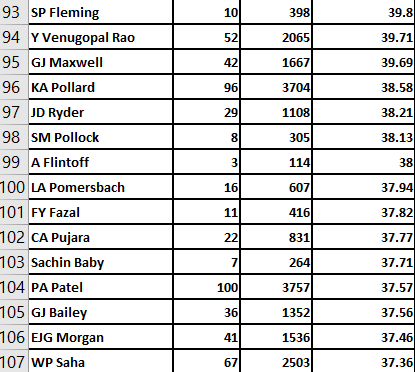 93 SP Fleming 10 398 39.8
94 Y Venugopal Rao 52 2065 39.71
95 GJ Maxwell 42 1667 39.69
96 KA Pollard 96 3704 38.58
97 JD Ryder 29 1108 38.21
98 SM Pollock 8 305 38.13
99 A Flintoff 3 114 38
100 LA Pomersbach 16 607 37.94
101 FY Fazal 11 416 37.82
102 CA Pujara 22 831 37.77
103 Sachin Baby 7 264 37.71
104 PA Patel 100 3757 37.57
105 GJ Bailey 36 1352 37.56
106 EJG Morgan 41 1536 37.46
107 WP Saha 67 2503 37.36